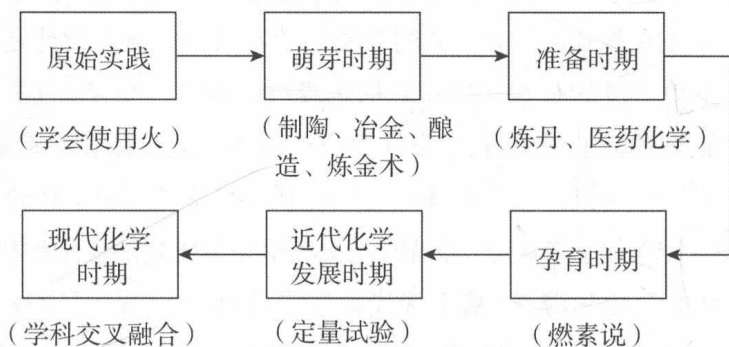 原始实践
萌芽时期
准备时期
（学会使用火）
（制陶、冶金、酿
造、炼金术）
（炼丹、医药化学）
现代化学
时期
近代化学
发展时期
孕育时期
（学科交叉融合）
（定量试验）
（燃素说）